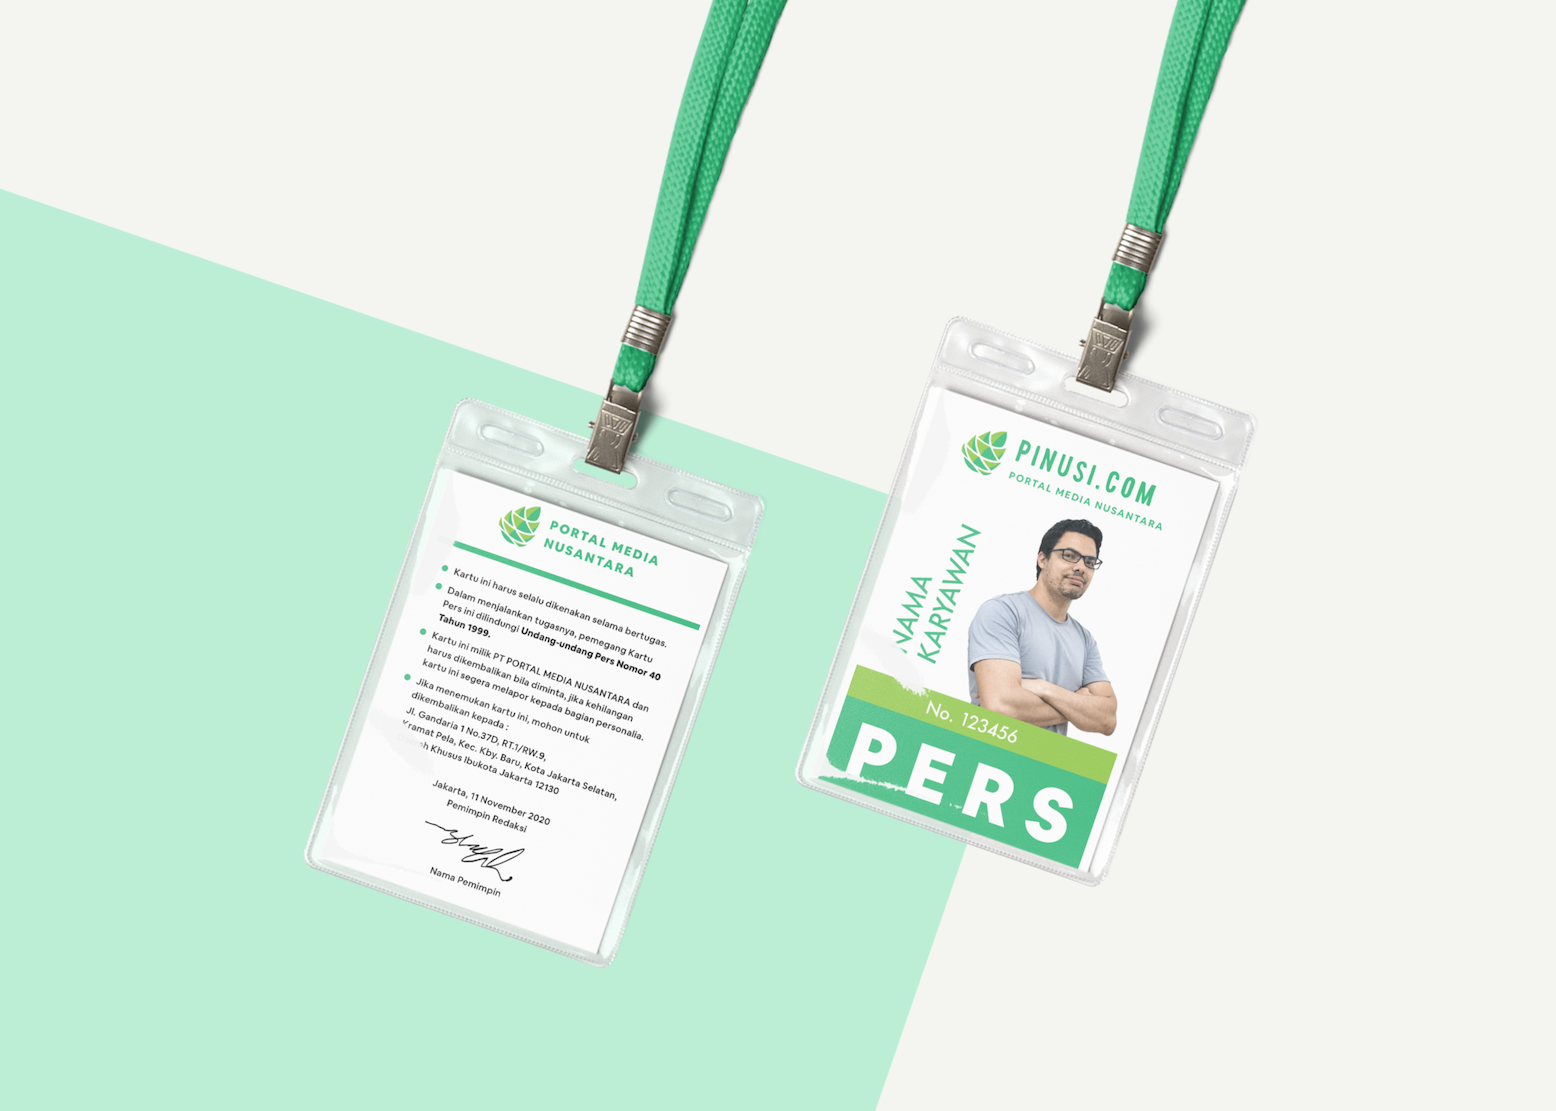 PORTAL MEDIA
NUSANTARA
Kartu ini harus selalu dikenakan selama bertugas.
Dalam menjalankan tugasnya, pemegang Kartu
Pers ini dilindungi Undang-undang Pers Nomor 40
Tahun 1999.
Kartu ini milik PT PORTAL MEDIA NUSANTARA dan
harus dikembalikan bila diminta, jika kehilangan
kartu ini segera melapor kepada bagian personalia.
Jika menemukan kartu ini, mohon untuk
dikembalikan kepada :
Jl. Gandaria 1 No.37D, RT.1/RW.9,
Kramat Pela, Kec. Kby. Baru, Kota Jakarta Selatan,
Khusus Ibukota Jakarta 12130
Jakarta, 11 November 2020
Pemimpin Redaksi
Nama Pemimpin
PINUSI.COM
PORTAL MEDIA NUSANTARA
NAMA
KARYAWAN
No. 123456
PERS